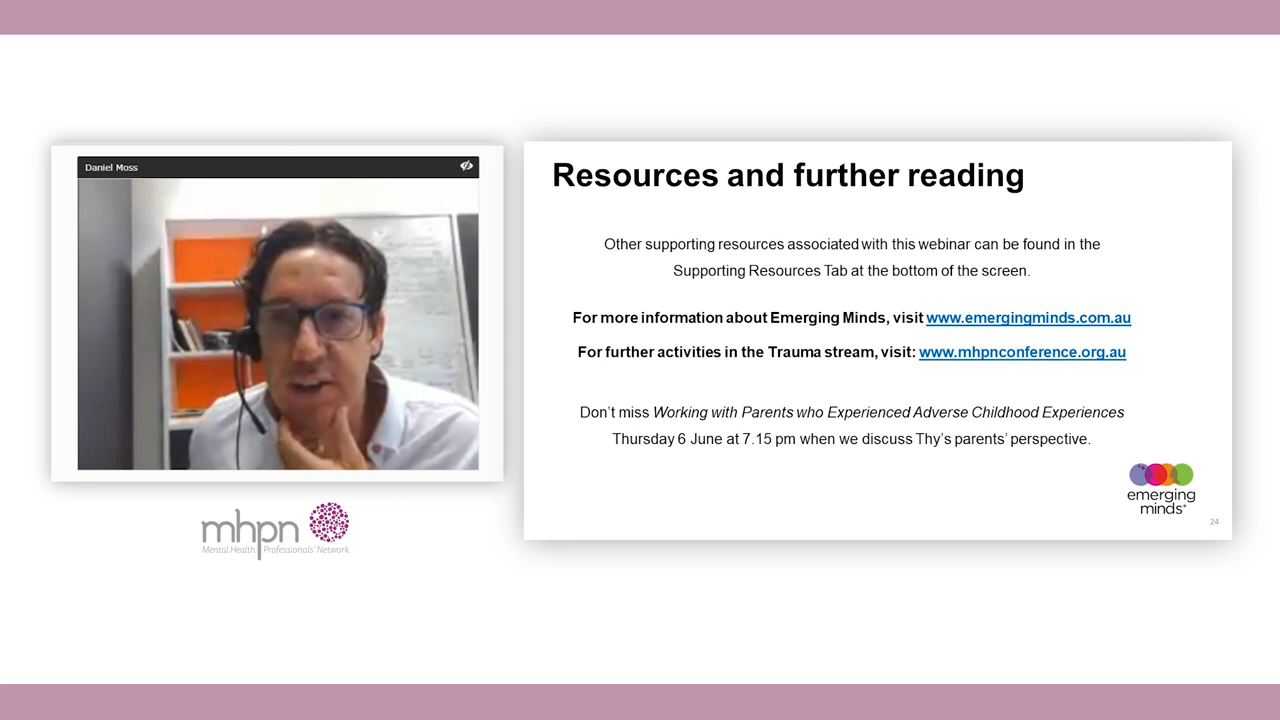 Daniel Moss
mhpn
Mental Health Professionals' Network
Resources and further reading
Other supporting resources associated with this webinar can be found in the
Supporting Resources Tab at the bottom of the screen.
For more information about Emerging Minds, visit www.emergingminds.com.au
For further activities in the Trauma stream, visit: www.mhpnconference.org.au
Don't miss Working with Parents who Experienced Adverse Childhood Experiences
Thursday 6 June at 7.15 pm when we discuss Thy's parents' perspective.
emerging
minds
24